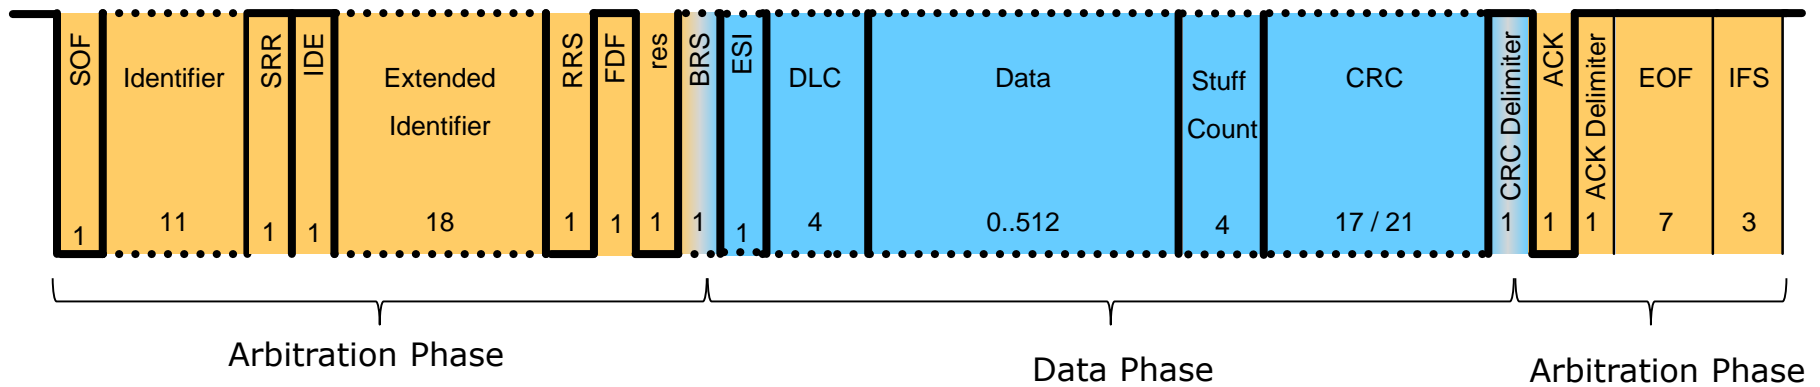 SOF
Identifier
SRR
IDE
Extended
Identifier
RRS
FDF
res
BRS
ESI
DLC
Data
Stuff
Count
CRC
CRC Delimiter
ACK
ACK Delimiter
EOF
IFS
1
11
1
1
18
1
1
1
1
1
4
0..512
4
17 / 21
1
1
1
7
3
Arbitration Phase
Data Phase
Arbitration Phase